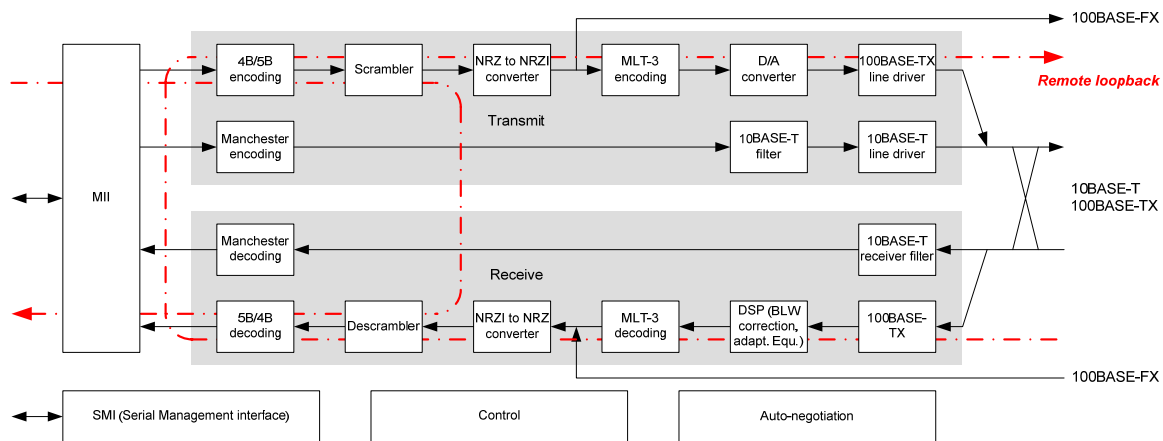 100BASE-FX
4B/5B
encoding
Scrambler
NRZ to NRZI
converter
MLT-3
encoding
D/A
converter
100BASE-TX
line driver
Remote loopback
Transmit
Manchester
encoding
10BASE-T
filter
10BASE-T
line driver
MII
10BASE-T
100BASE-TX
Manchester
decoding
10BASE-T
receiver filter
Receive
5B/4B
decoding
Descrambler
NRZI to NRZ
converter
MLT-3
decoding
DSP (BLW
correction,
adapt. Equ.)
100BASE-
TX
100BASE-FX
SMI (Serial Management interface)
Control
Auto-negotiation